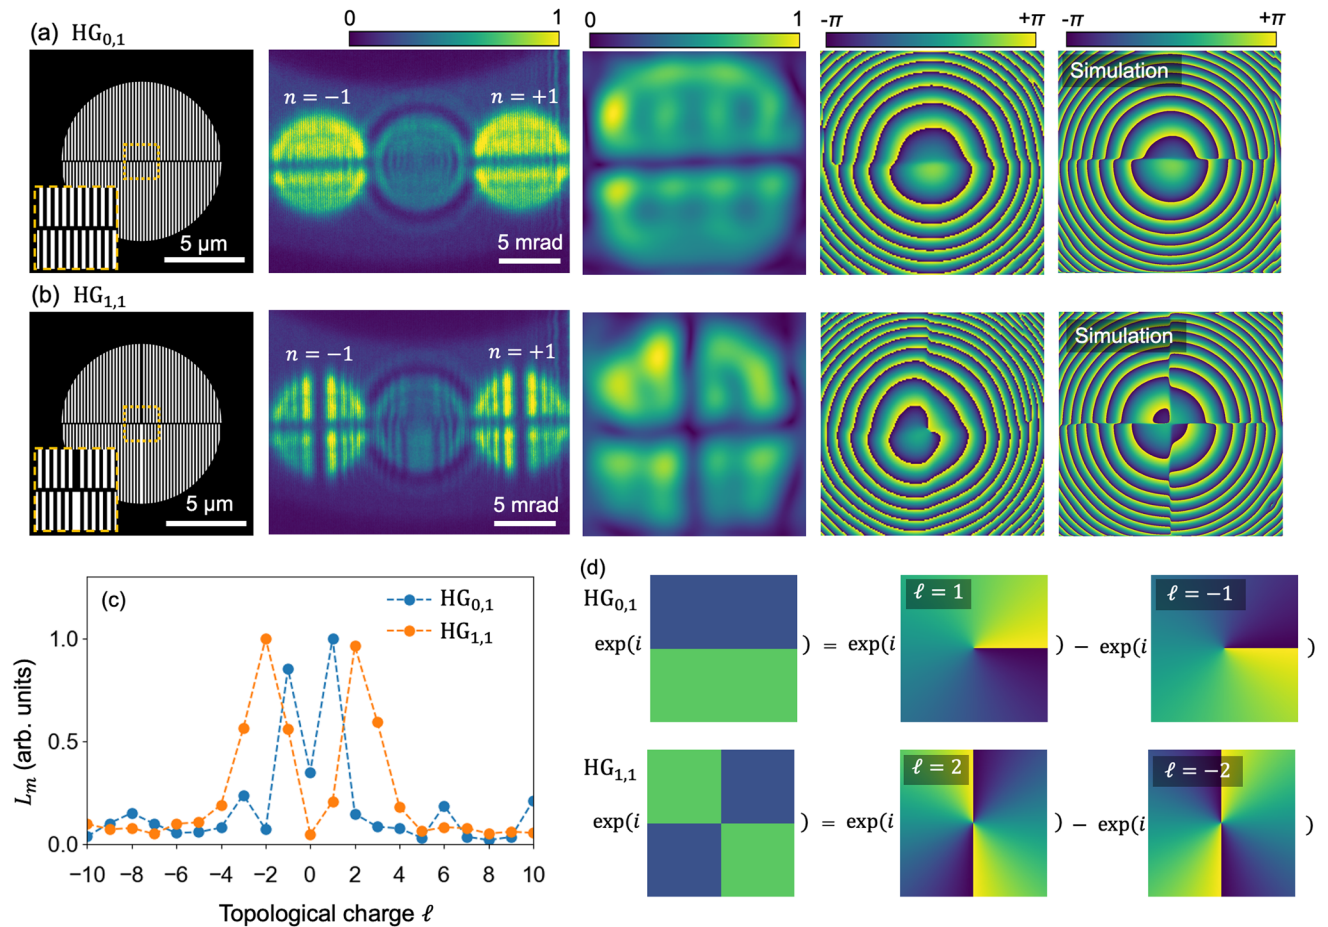 (a) HG0,1
0 1
0 1
-π +π
-π +π
5 μm
n = −1
n = +1
5 mrad
Simulation
(b) HG1,1
5 μm
n = −1
n = +1
5 mrad
Simulation
(c)
HG0,1
HG1,1
1.0
0.5
0.0
Lm (arb. units)
−10 −8 −6 −4 −2 0 2 4 6 8 10
Topological charge ℓ
(d)
HG0,1
exp(i ) = exp(i ℓ = 1 ) − exp(i ℓ = −1 )
HG1,1
exp(i ) = exp(i ℓ = 2 ) − exp(i ℓ = −2 )